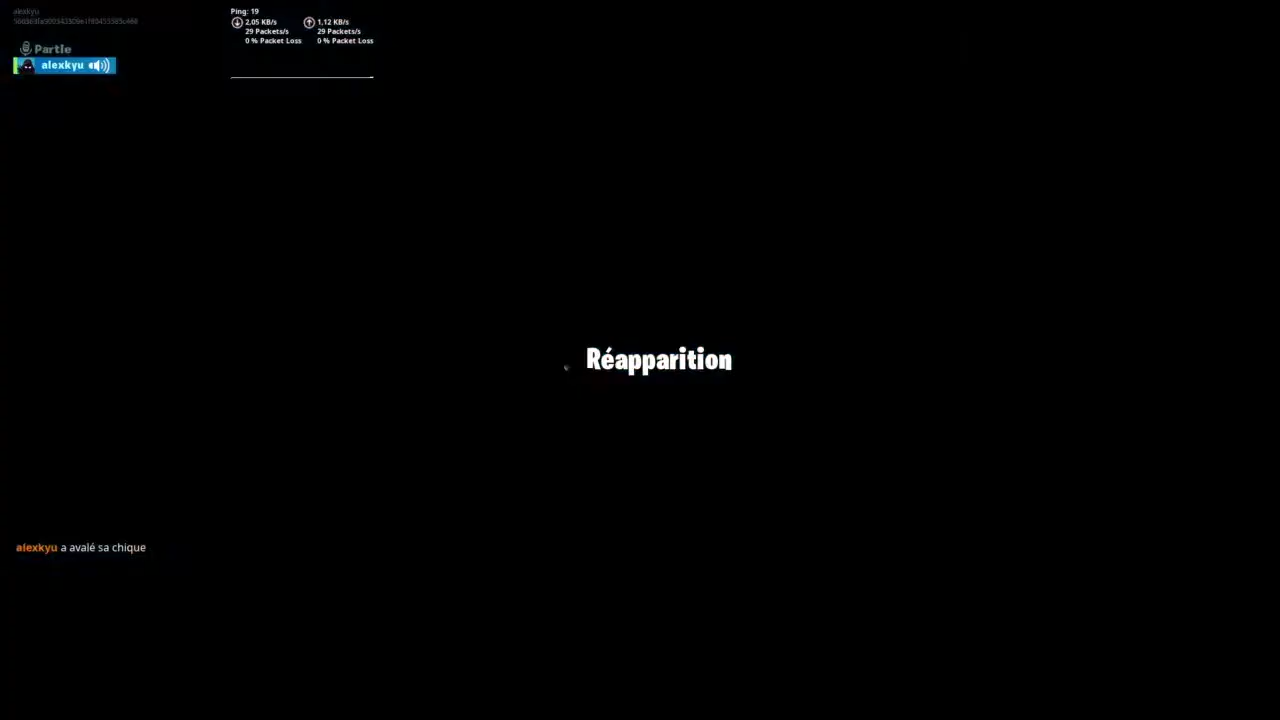 alexkyu
Partie
alexkyu
Ping: 19
2,05 KB/s
29 Packets/s
0 % Packet Loss
1,12 KB/s
29 Packets/s
0 % Packet Loss
Réapparition
alexkyu a avalé sa chique